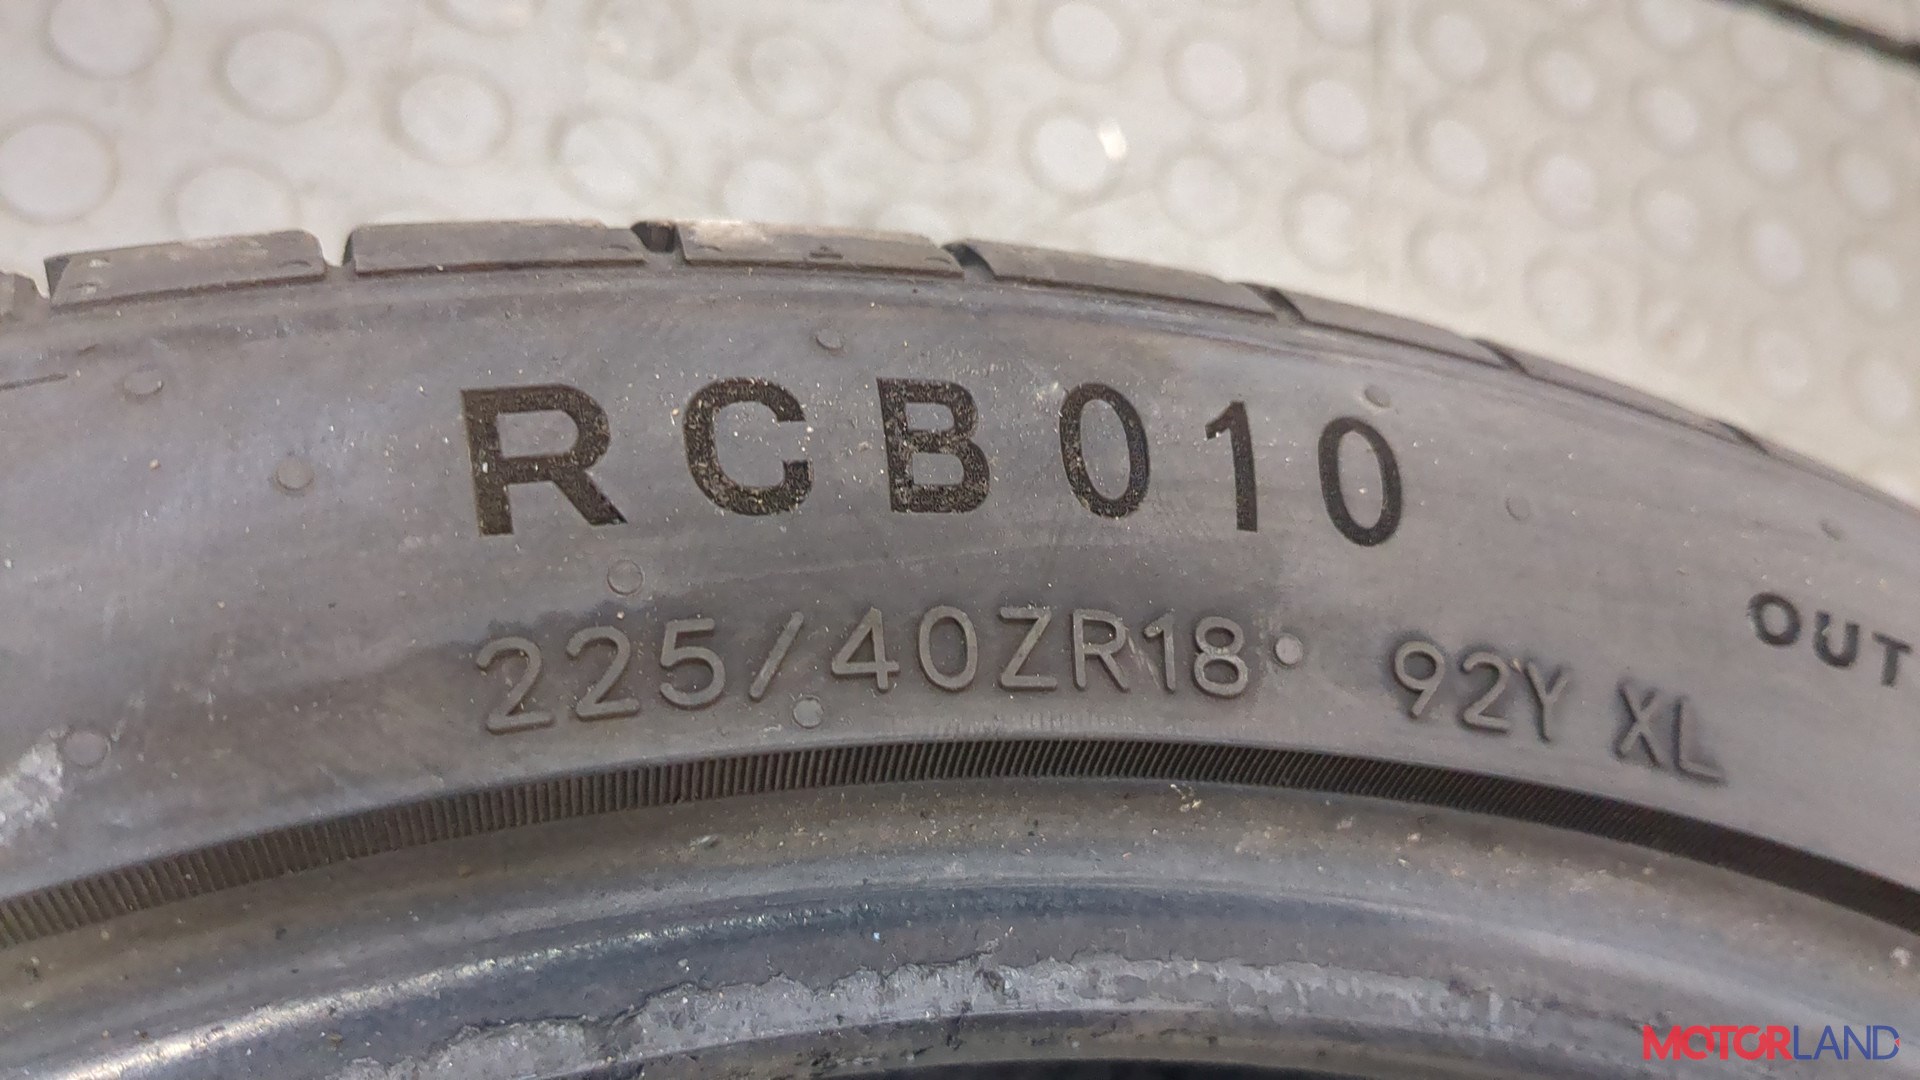 RCB010
225/40ZR18 92Y XL
OUT
MOTORLAND